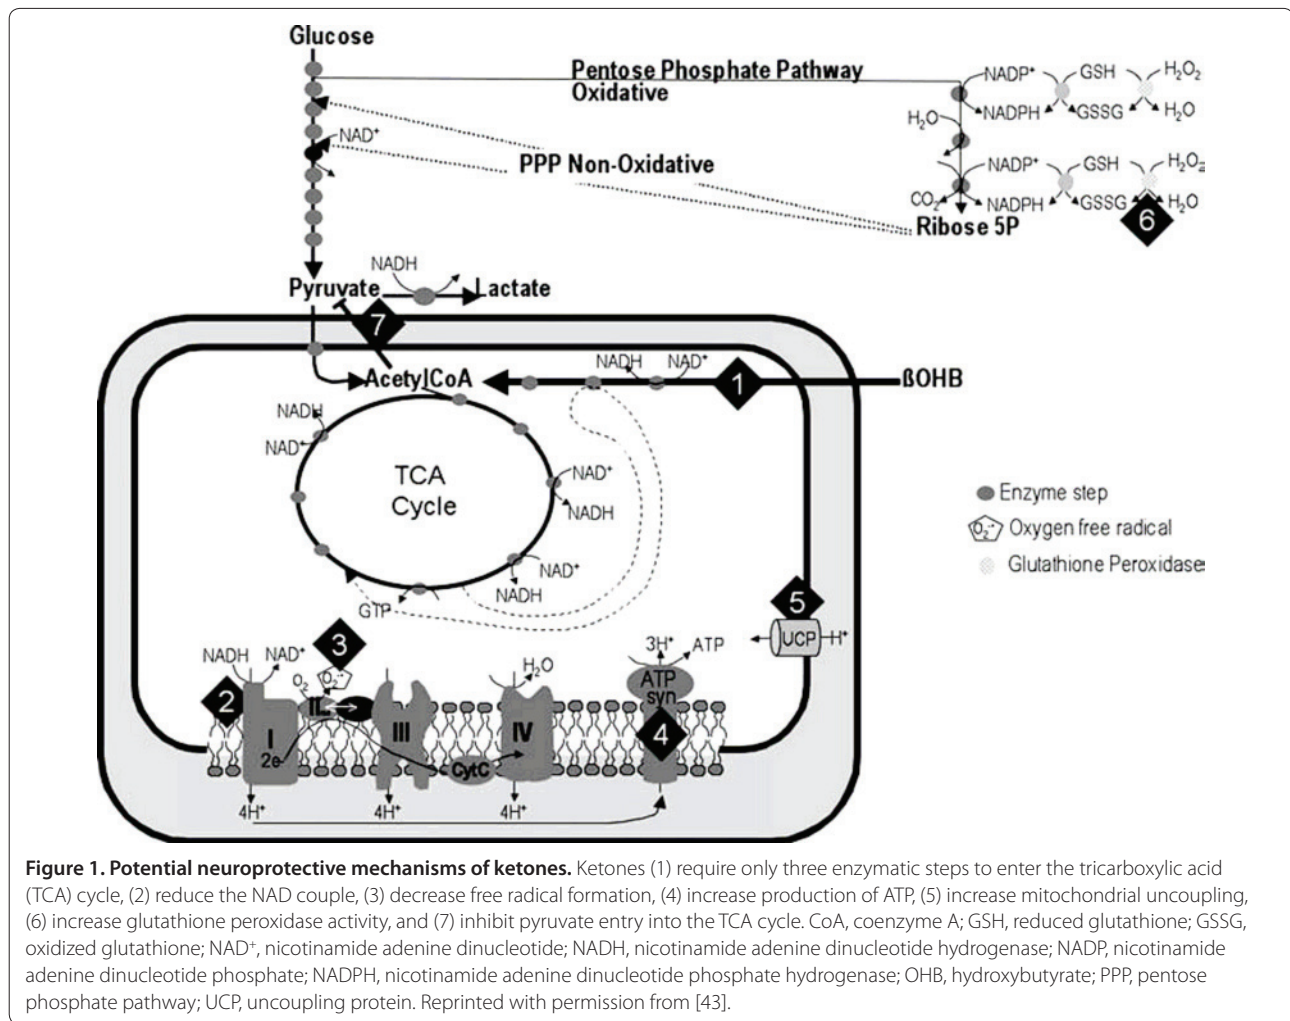 Glucose
Pentose Phosphate Pathway
Oxidative
NADP⁺ GSH H₂O₂
NADPH GSSG H₂O
H₂O
NAD⁺
PPP Non-Oxidative
NADP⁺ GSH H₂O₂
CO₂ NADPH GSSG H₂O
6
Ribose 5P
NADH
Pyruvate Lactate
7
AcetylCoA
NADH NAD⁺
1
ßOHB
NADH
NAD⁺
TCA
Cycle
NAD⁺
NADH
NAD⁺
NADH
GTP
Enzyme step
O₂·⁻ Oxygen free radical
Glutathione Peroxidase
5
UCP H⁺
3
NADH NAD⁺
O₂ O₂·⁻
H₂O
3H⁺ ATP
ATP
syn
2
II
I
2e-
III
IV
4
CytC
4H⁺ 4H⁺ 4H⁺
Figure 1. Potential neuroprotective mechanisms of ketones. Ketones (1) require only three enzymatic steps to enter the tricarboxylic acid
(TCA) cycle, (2) reduce the NAD couple, (3) decrease free radical formation, (4) increase production of ATP, (5) increase mitochondrial uncoupling,
(6) increase glutathione peroxidase activity, and (7) inhibit pyruvate entry into the TCA cycle. CoA, coenzyme A; GSH, reduced glutathione; GSSG,
oxidized glutathione; NAD⁺, nicotinamide adenine dinucleotide; NADH, nicotinamide adenine dinucleotide hydrogenase; NADP, nicotinamide
adenine dinucleotide phosphate; NADPH, nicotinamide adenine dinucleotide phosphate hydrogenase; OHB, hydroxybutyrate; PPP, pentose
phosphate pathway; UCP, uncoupling protein. Reprinted with permission from [43].